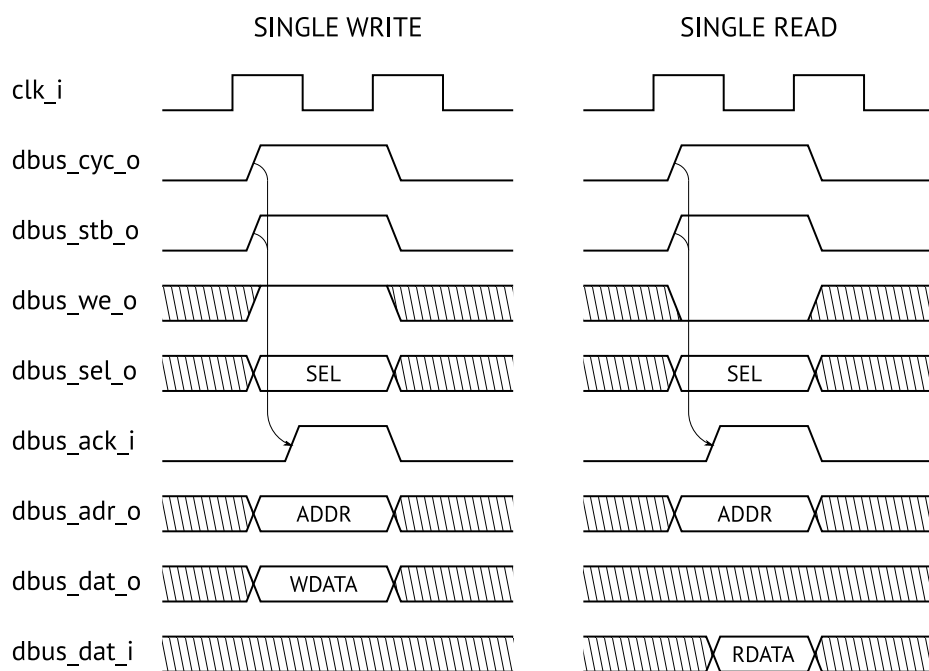 SINGLE WRITE SINGLE READ
clk_i
dbus_cyc_o
dbus_stb_o
dbus_we_o
dbus_sel_o SEL SEL
dbus_ack_i
dbus_adr_o ADDR ADDR
dbus_dat_o WDATA
dbus_dat_i RDATA